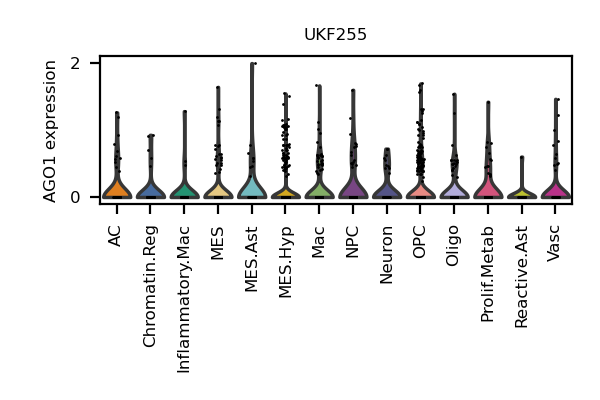 UKF255
AGO1 expression
2
0
AC
Chromatin.Reg
Inflammatory.Mac
MES
MES.Ast
MES.Hyp
Mac
NPC
Neuron
OPC
Oligo
Prolif.Metab
Reactive.Ast
Vasc